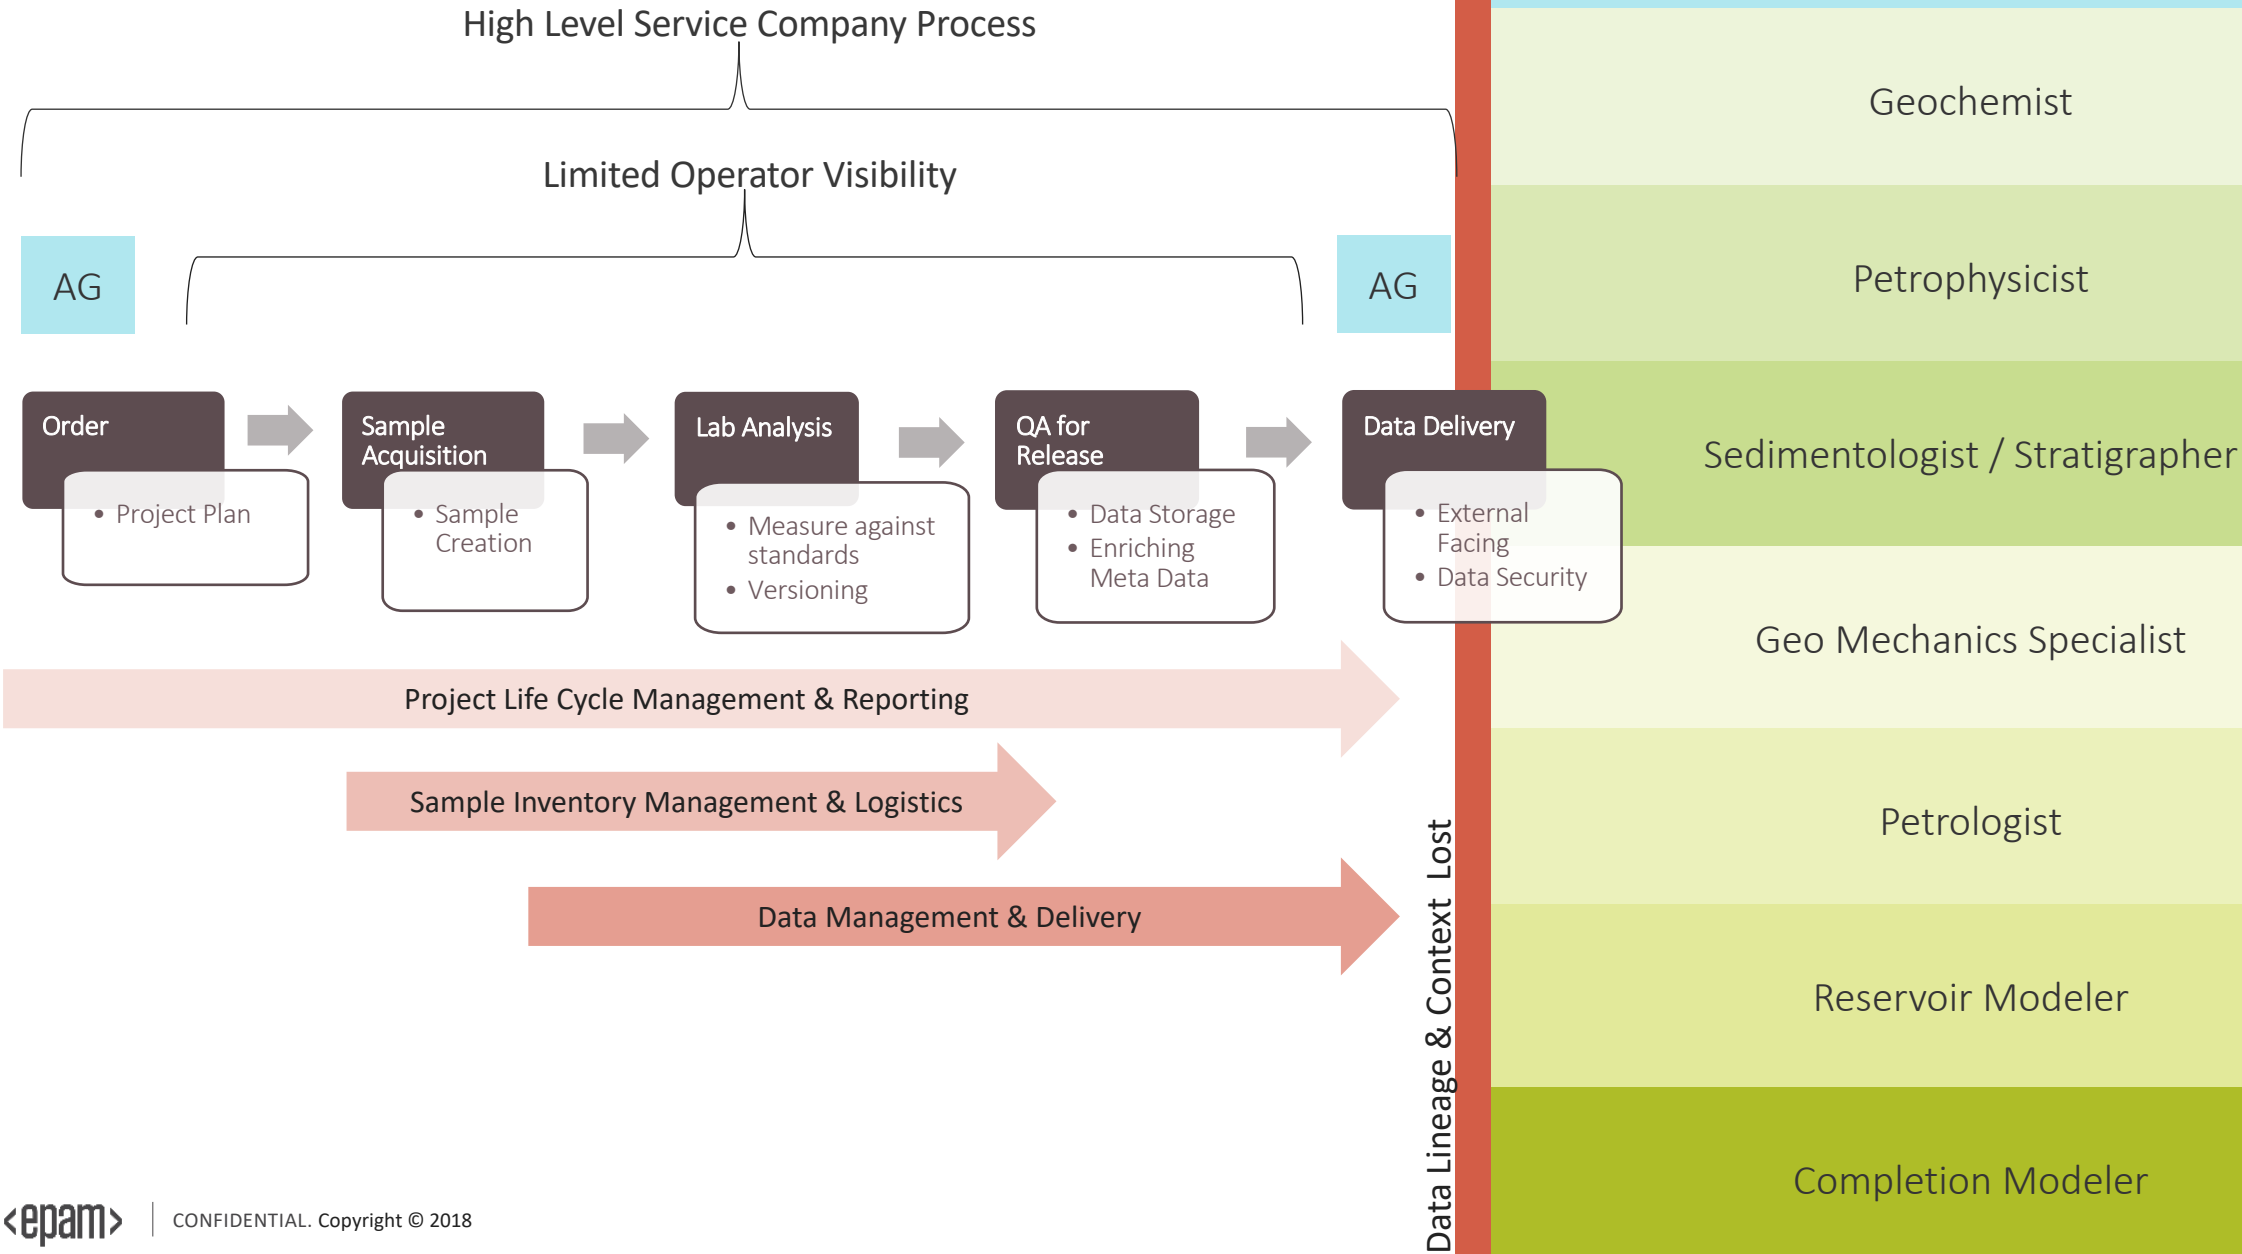 High Level Service Company Process
Limited Operator Visibility
AG
AG
Order
• Project Plan
Sample
Acquisition
• Sample
Creation
Lab Analysis
• Measure against
standards
• Versioning
QA for
Release
• Data Storage
• Enriching
Meta Data
Data Delivery
• External
Facing
• Data Security
Project Life Cycle Management & Reporting
Sample Inventory Management & Logistics
Data Management & Delivery
Data Lineage & Context Lost
Geochemist
Petrophysicist
Sedimentologist / Stratigrapher
Geo Mechanics Specialist
Petrologist
Reservoir Modeler
Completion Modeler
<epam>
CONFIDENTIAL. Copyright © 2018